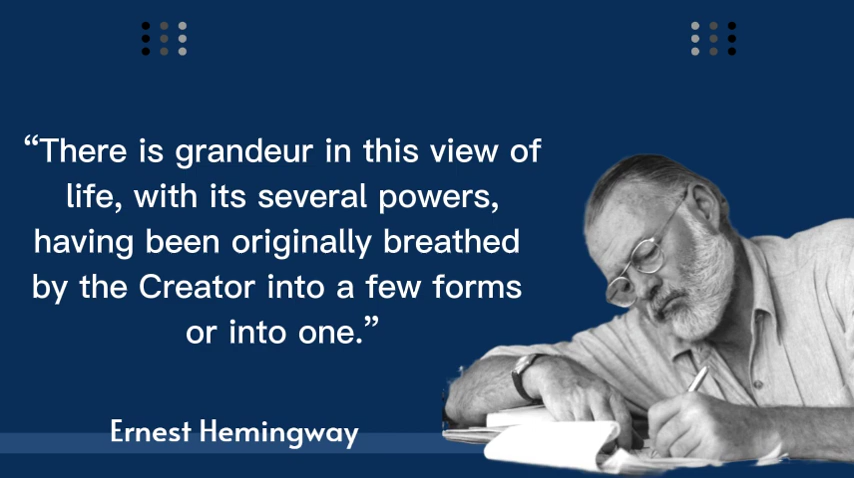 “There is grandeur in this view of
life, with its several powers,
having been originally breathed
by the Creator into a few forms
or into one.”
Ernest Hemingway